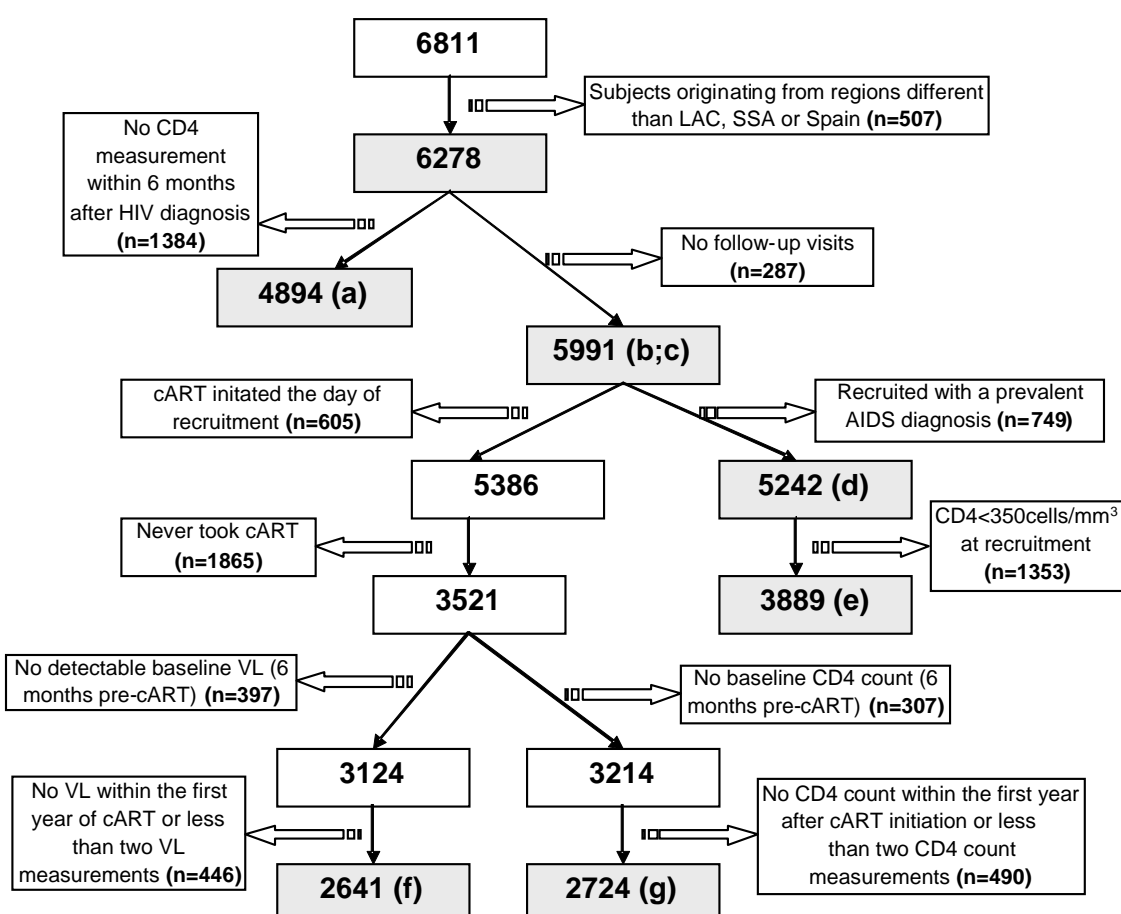 6811
Subjects originating from regions different
than LAC, SSA or Spain (n=507)
No CD4
measurement
within 6 months
after HIV diagnosis
(n=1384)
6278
No follow-up visits
(n=287)
4894 (a)
5991 (b;c)
cART initated the day of
recruitment (n=605)
Recruited with a prevalent
AIDS diagnosis (n=749)
5386
5242 (d)
Never took cART
(n=1865)
CD4<350cells/mm³
at recruitment
(n=1353)
3521
3889 (e)
No detectable baseline VL (6
months pre-cART) (n=397)
No baseline CD4 count (6
months pre-cART) (n=307)
3124
3214
No VL within the first
year of cART or less
than two VL
measurements (n=446)
No CD4 count within the first year
after cART initiation or less
than two CD4 count
measurements (n=490)
2641 (f)
2724 (g)